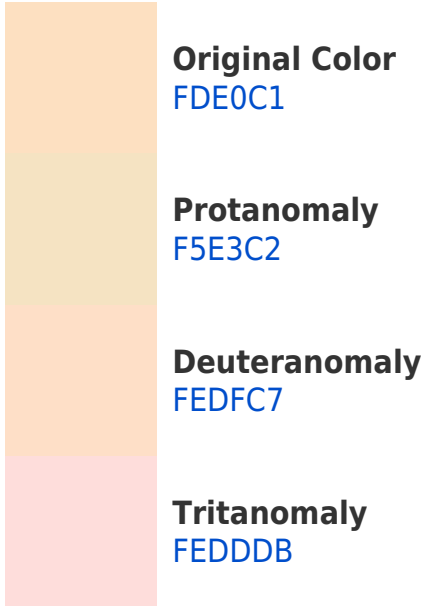 Original Color
FDE0C1
Protanomaly
F5E3C2
Deuteranomaly
FEDFC7
Tritanomaly
FEDDDB